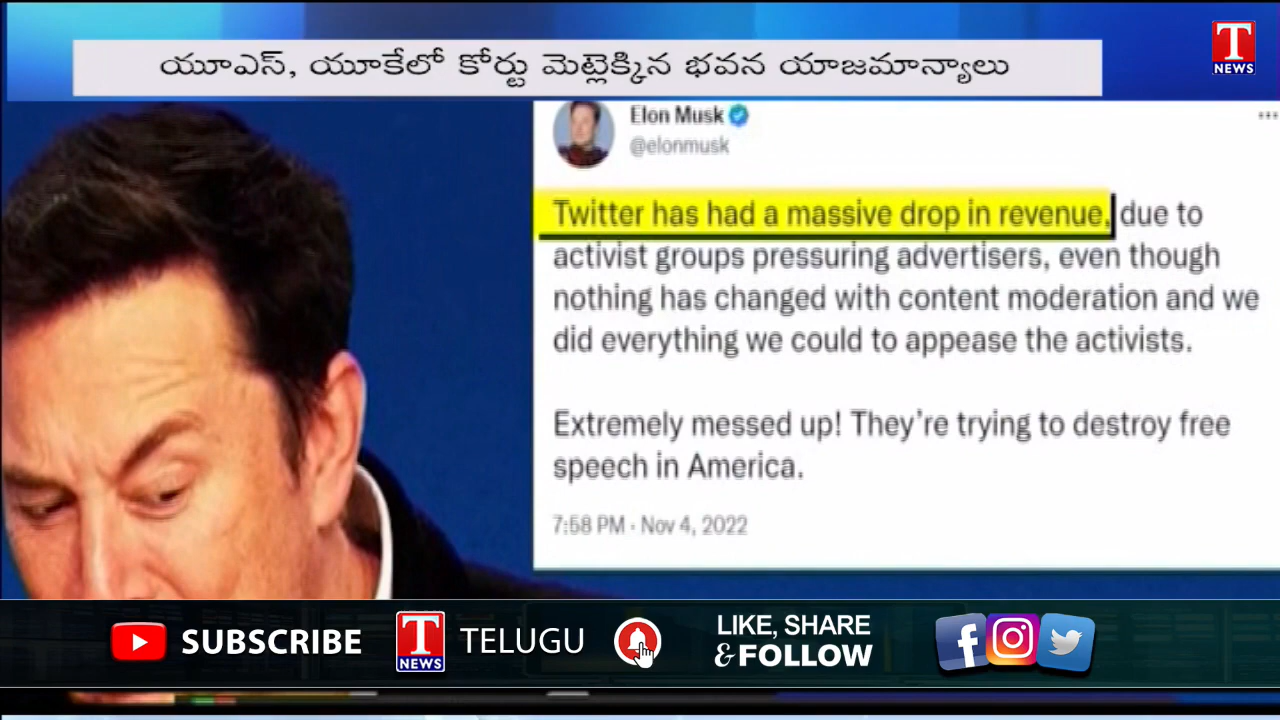 యూఎస్, యూకేలో కోర్టు మెట్లెక్కిన భవన యాజమాన్యాలు
T
NEWS
Elon Musk
@elonmusk
Twitter has had a massive drop in revenue, due to
activist groups pressuring advertisers, even though
nothing has changed with content moderation and we
did everything we could to appease the activists.
Extremely messed up! They're trying to destroy free
speech in America.
7:58 PM · Nov 4, 2022
SUBSCRIBE
T
NEWS
TELUGU
LIKE, SHARE
& FOLLOW